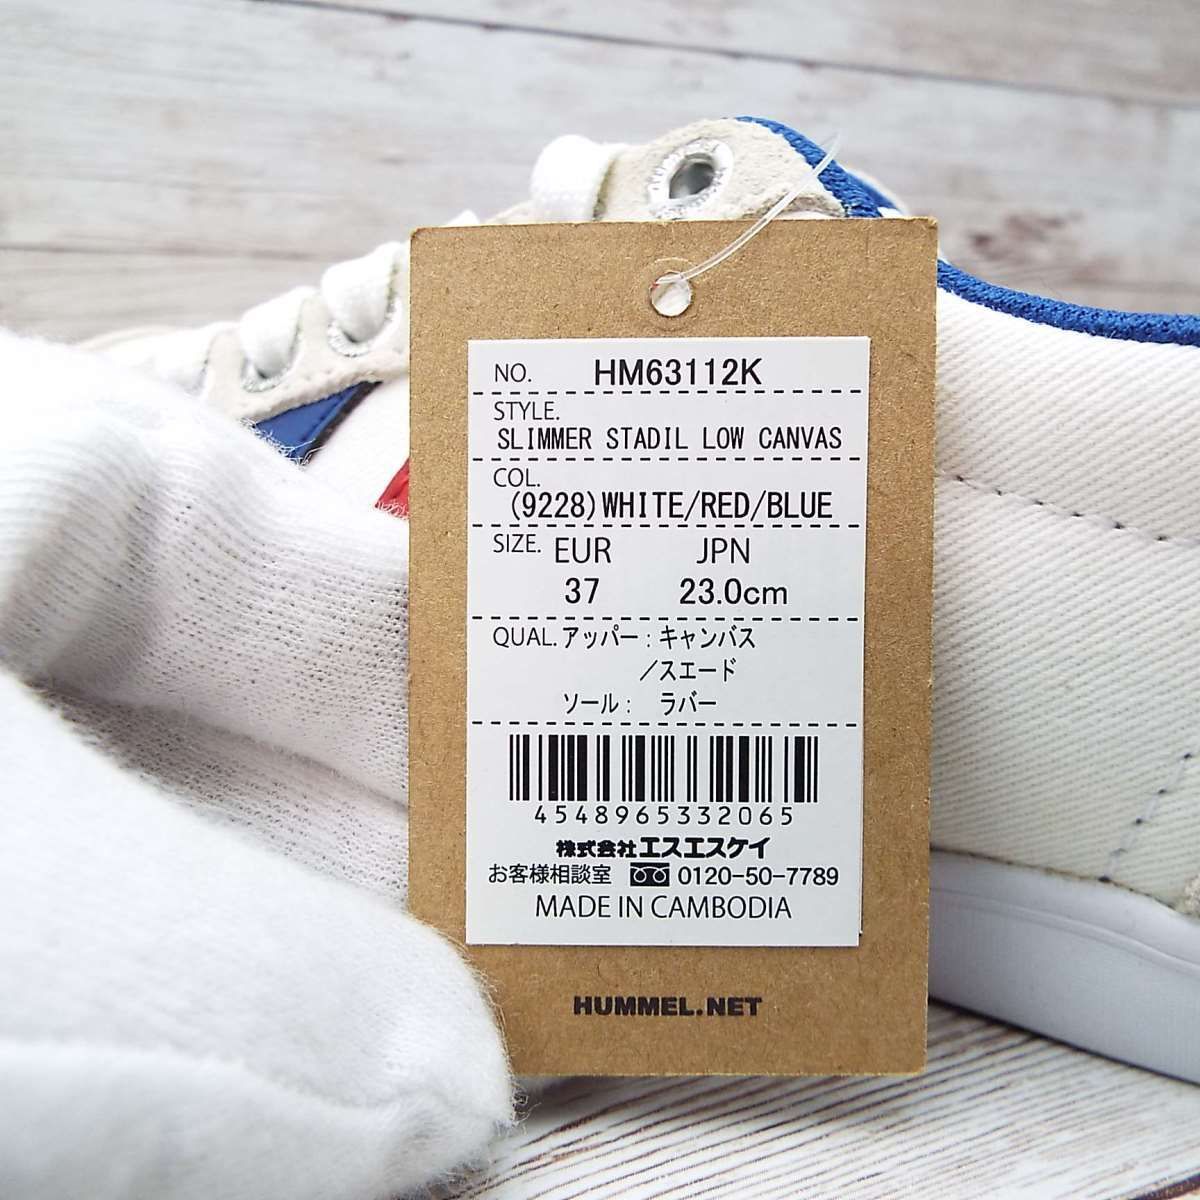 NO. HM63112K
STYLE.
SLIMMER STADIL LOW CANVAS
COL.
(9228)WHITE/RED/BLUE
SIZE. EUR JPN
37 23.0cm
QUAL. アッパー : キャンバス
/スエード
ソール : ラバー
4548965332065
株式会社エスエスケイ
お客様相談室 0120-50-7789
MADE IN CAMBODIA
HUMMEL.NET